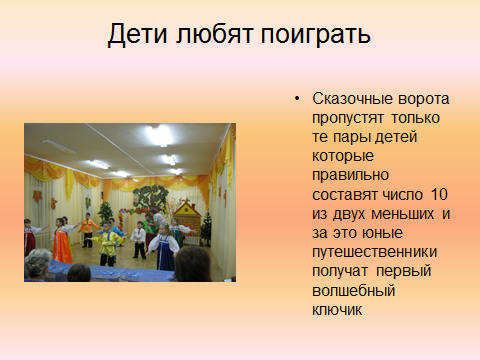 Дети любят поиграть
• Сказочные ворота
пропустят только
те пары детей
которые
правильно
составят число 10
из двух меньших и
за это юные
путешественники
получат первый
волшебный
ключик